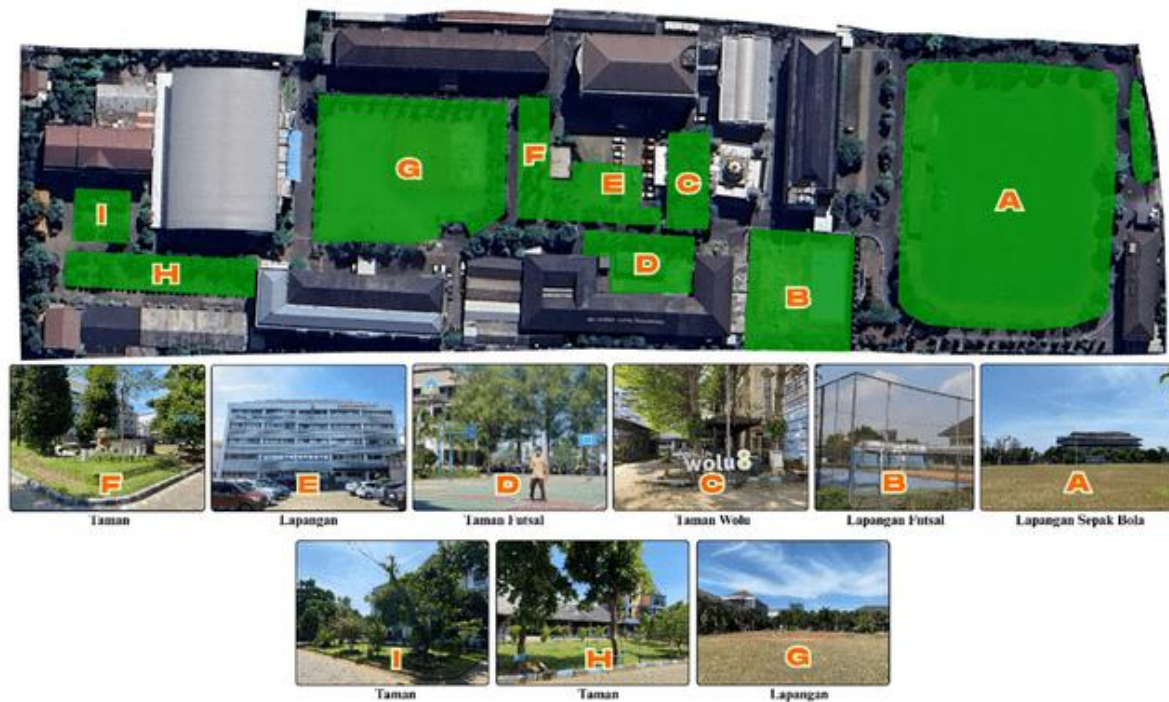 G
F
E
C
A
I
H
D
B
F
Taman
E
Lapangan
D
Taman Futsal
wolu8
C
Taman Wolu
B
Lapangan Futsal
A
Lapangan Sepak Bola
I
Taman
H
Taman
G
Lapangan